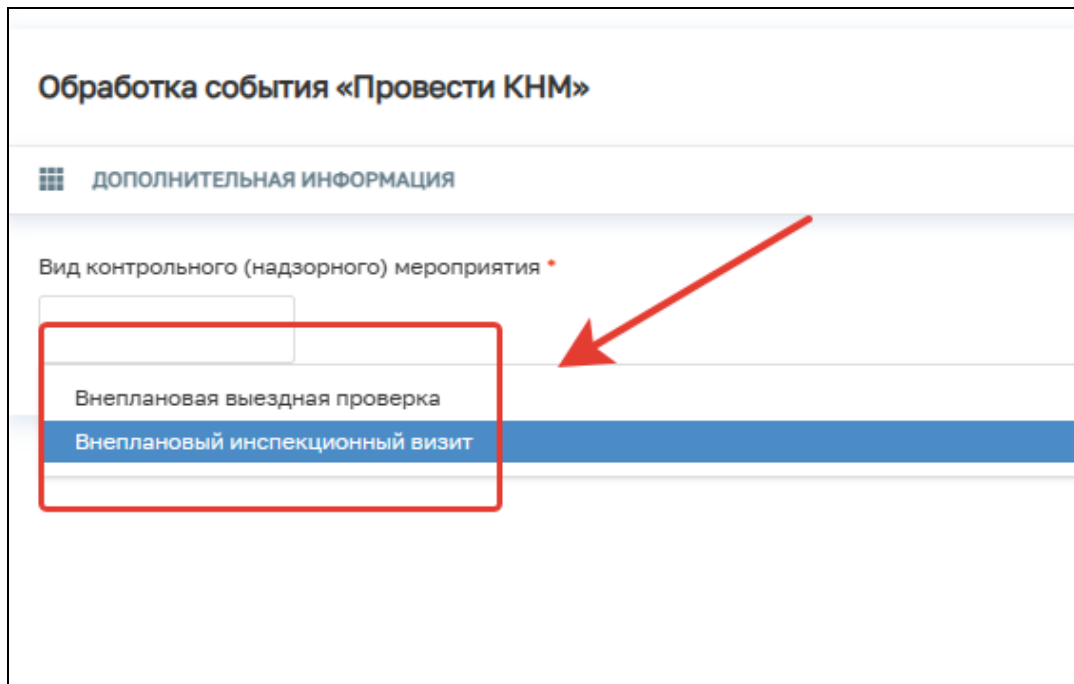 Обработка события «Провести КНМ»
ДОПОЛНИТЕЛЬНАЯ ИНФОРМАЦИЯ
Вид контрольного (надзорного) мероприятия *
Внеплановая выездная проверка
Внеплановый инспекционный визит